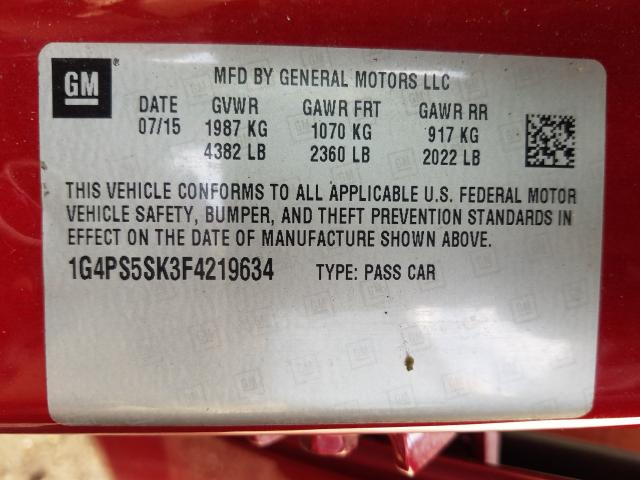 GM ®
MFD BY GENERAL MOTORS LLC
DATE GVWR GAWR FRT GAWR RR
07/15 1987 KG 1070 KG 917 KG
4382 LB 2360 LB 2022 LB
THIS VEHICLE CONFORMS TO ALL APPLICABLE U.S. FEDERAL MOTOR
VEHICLE SAFETY, BUMPER, AND THEFT PREVENTION STANDARDS IN
EFFECT ON THE DATE OF MANUFACTURE SHOWN ABOVE.
1G4PS5SK3F4219634 TYPE: PASS CAR